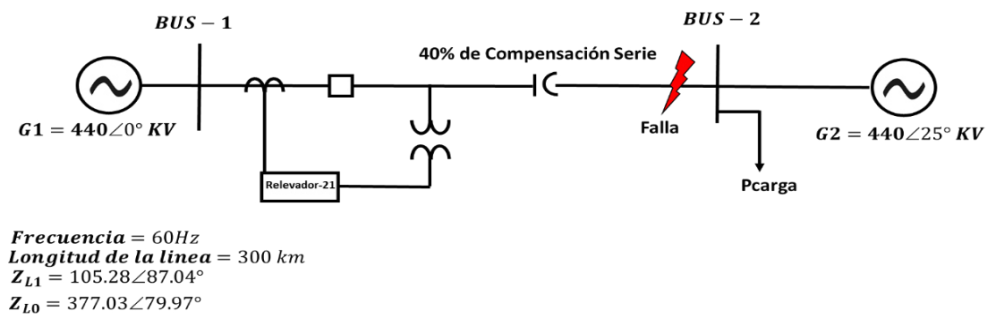 BUS − 1
BUS − 2
40% de Compensación Serie
G1 = 440∠0° KV
Falla
G2 = 440∠25° KV
Relevador-21
Pcarga
Frecuencia = 60Hz
Longitud de la linea = 300 km
Z_L1 = 105.28∠87.04°
Z_L0 = 377.03∠79.97°